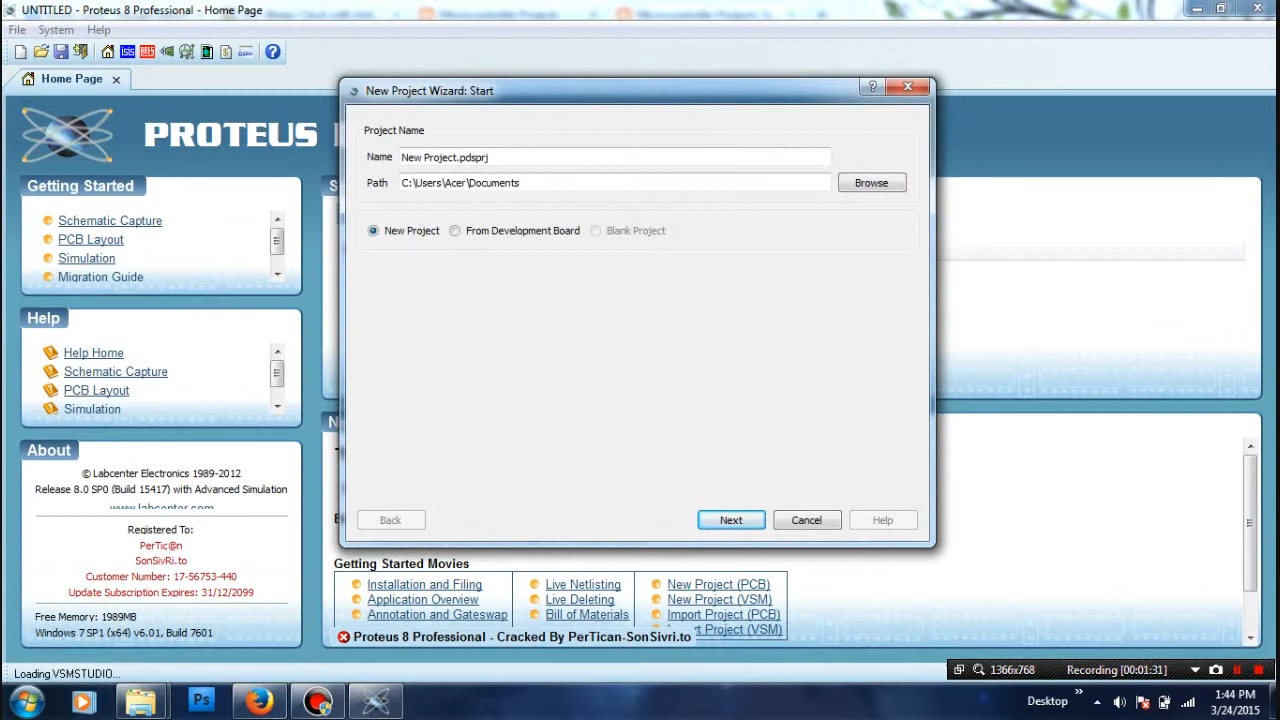 UNTITLED - Proteus 8 Professional - Home Page
File System Help
Home Page
PROTEUS
Getting Started
Schematic Capture
PCB Layout
Simulation
Migration Guide
Help
Help Home
Schematic Capture
PCB Layout
Simulation
About
© Labcenter Electronics 1989-2012
Release 8.0 SP0 (Build 15417) with Advanced Simulation
www.labcenter.com
Registered To:
PerTic@n
SonSivRi.to
Customer Number: 17-56753-440
Update Subscription Expires: 31/12/2099
Free Memory: 1989MB
Windows 7 SP1 (x64) v6.01, Build 7601
New Project Wizard: Start
Project Name
Name New Project.pdsprj
Path C:\Users\Acer\Documents Browse
New Project From Development Board Blank Project
Back Next Cancel Help
Getting Started Movies
Installation and Filing Live Netlisting New Project (PCB)
Application Overview Live Deleting New Project (VSM)
Annotation and Gateswap Bill of Materials Import Project (PCB)
rt Project (VSM)
Proteus 8 Professional - Cracked By PerTican-SonSivri.to
Loading VSMSTUDIO...
1366x768 Recording [00:01:31]
Ps Desktop 1:44 PM
3/24/2015